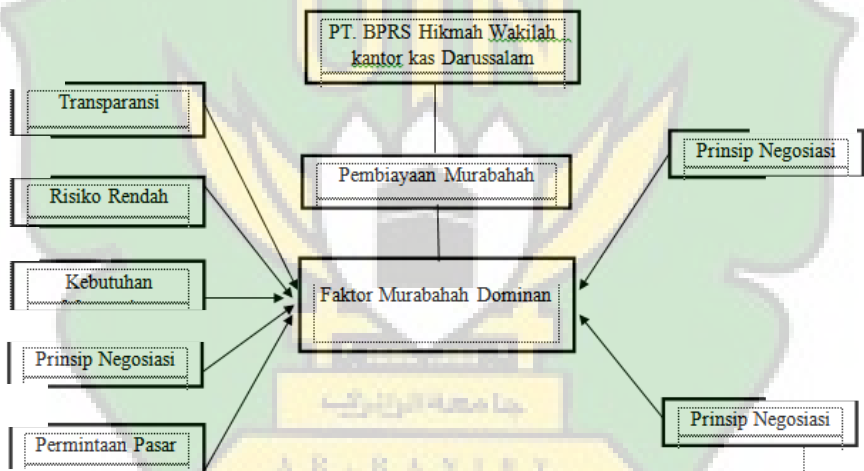 PT. BPRS Hikmah Wakilah
kantor kas Darussalam
Transparansi
Prinsip Negosiasi
Pembiayaan Murabahah
Risiko Rendah
Kebutuhan
Faktor Murabahah Dominan
Prinsip Negosiasi
Prinsip Negosiasi
Permintaan Pasar